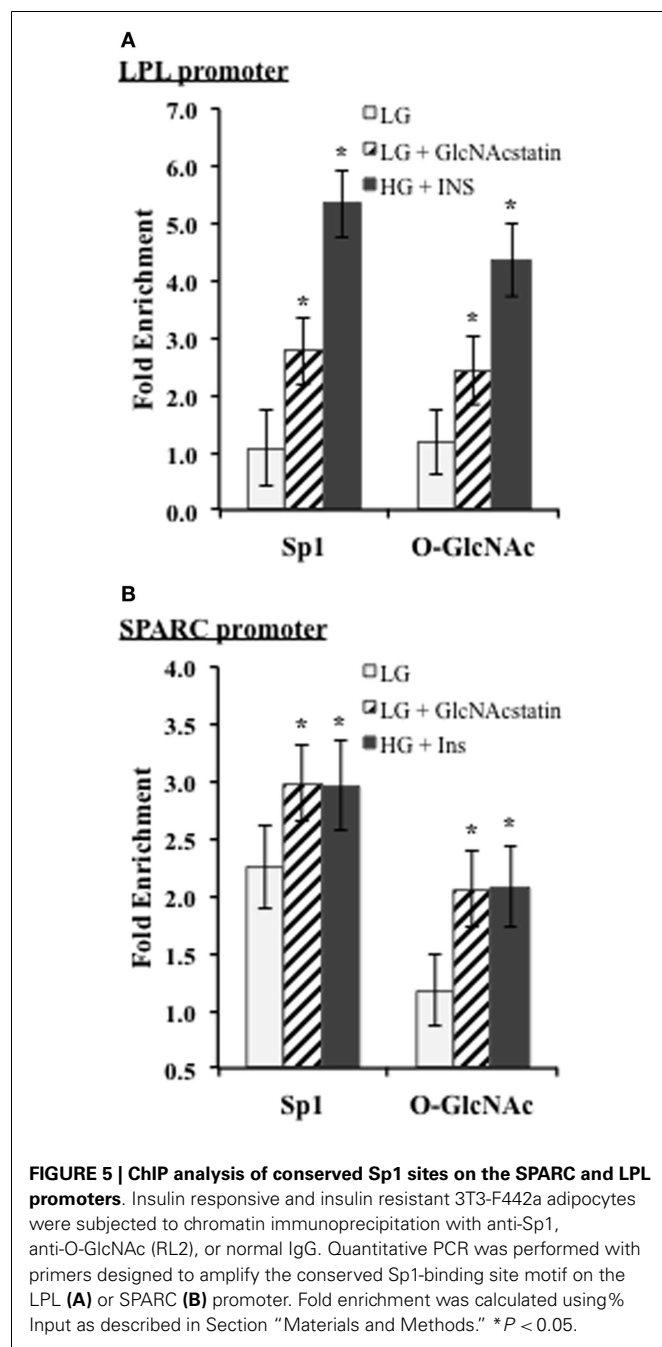 A
LPL promoter
7.0
6.0
5.0
4.0
3.0
2.0
1.0
0.0
Fold Enrichment
LG
LG + GlcNAcstatin
HG + INS
*
*
*
*
Sp1 O-GlcNAc
B
SPARC promoter
4.0
3.5
3.0
2.5
2.0
1.5
1.0
0.5
Fold Enrichment
LG
LG + GlcNAcstatin
HG + Ins
* *
* *
Sp1 O-GlcNAc
FIGURE 5 | ChIP analysis of conserved Sp1 sites on the SPARC and LPL
promoters. Insulin responsive and insulin resistant 3T3-F442a adipocytes
were subjected to chromatin immunoprecipitation with anti-Sp1,
anti-O-GlcNAc (RL2), or normal IgG. Quantitative PCR was performed with
primers designed to amplify the conserved Sp1-binding site motif on the
LPL (A) or SPARC (B) promoter. Fold enrichment was calculated using%
Input as described in Section “Materials and Methods.” *P < 0.05.